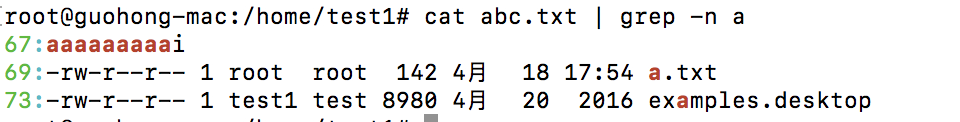 root@guohong-mac:/home/test1# cat abc.txt | grep -n a
67:aaaaaaaaaai
69:-rw-r--r-- 1 root  root  142 4月   18 17:54 a.txt
73:-rw-r--r-- 1 test1 test 8980 4月   20  2016 examples.desktop